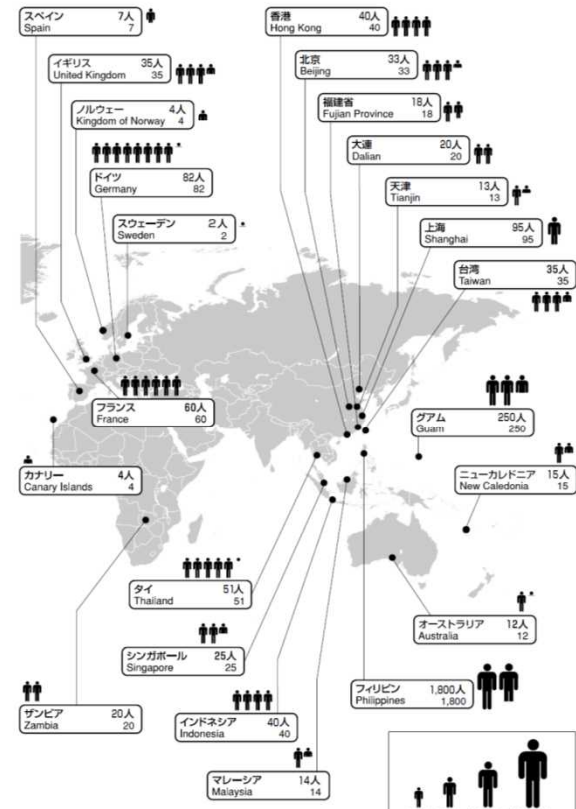 スペイン 7人
Spain 7
イギリス 35人
United Kingdom 35
ノルウェー 4人
Kingdom of Norway 4
ドイツ 82人
Germany 82
スウェーデン 2人
Sweden 2
香港 40人
Hong Kong 40
北京 33人
Beijing 33
福建省 18人
Fujian Province 18
大連 20人
Dalian 20
天津 13人
Tianjin 13
上海 95人
Shanghai 95
台湾 35人
Taiwan 35
フランス 60人
France 60
グアム 250人
Guam 250
カナリー 4人
Canary Islands 4
ニューカレドニア 15人
New Caledonia 15
タイ 51人
Thailand 51
オーストラリア 12人
Australia 12
シンガポール 25人
Singapore 25
フィリピン 1,800人
Philippines 1,800
ザンビア 20人
Zambia 20
インドネシア 40人
Indonesia 40
マレーシア 14人
Malaysia 14